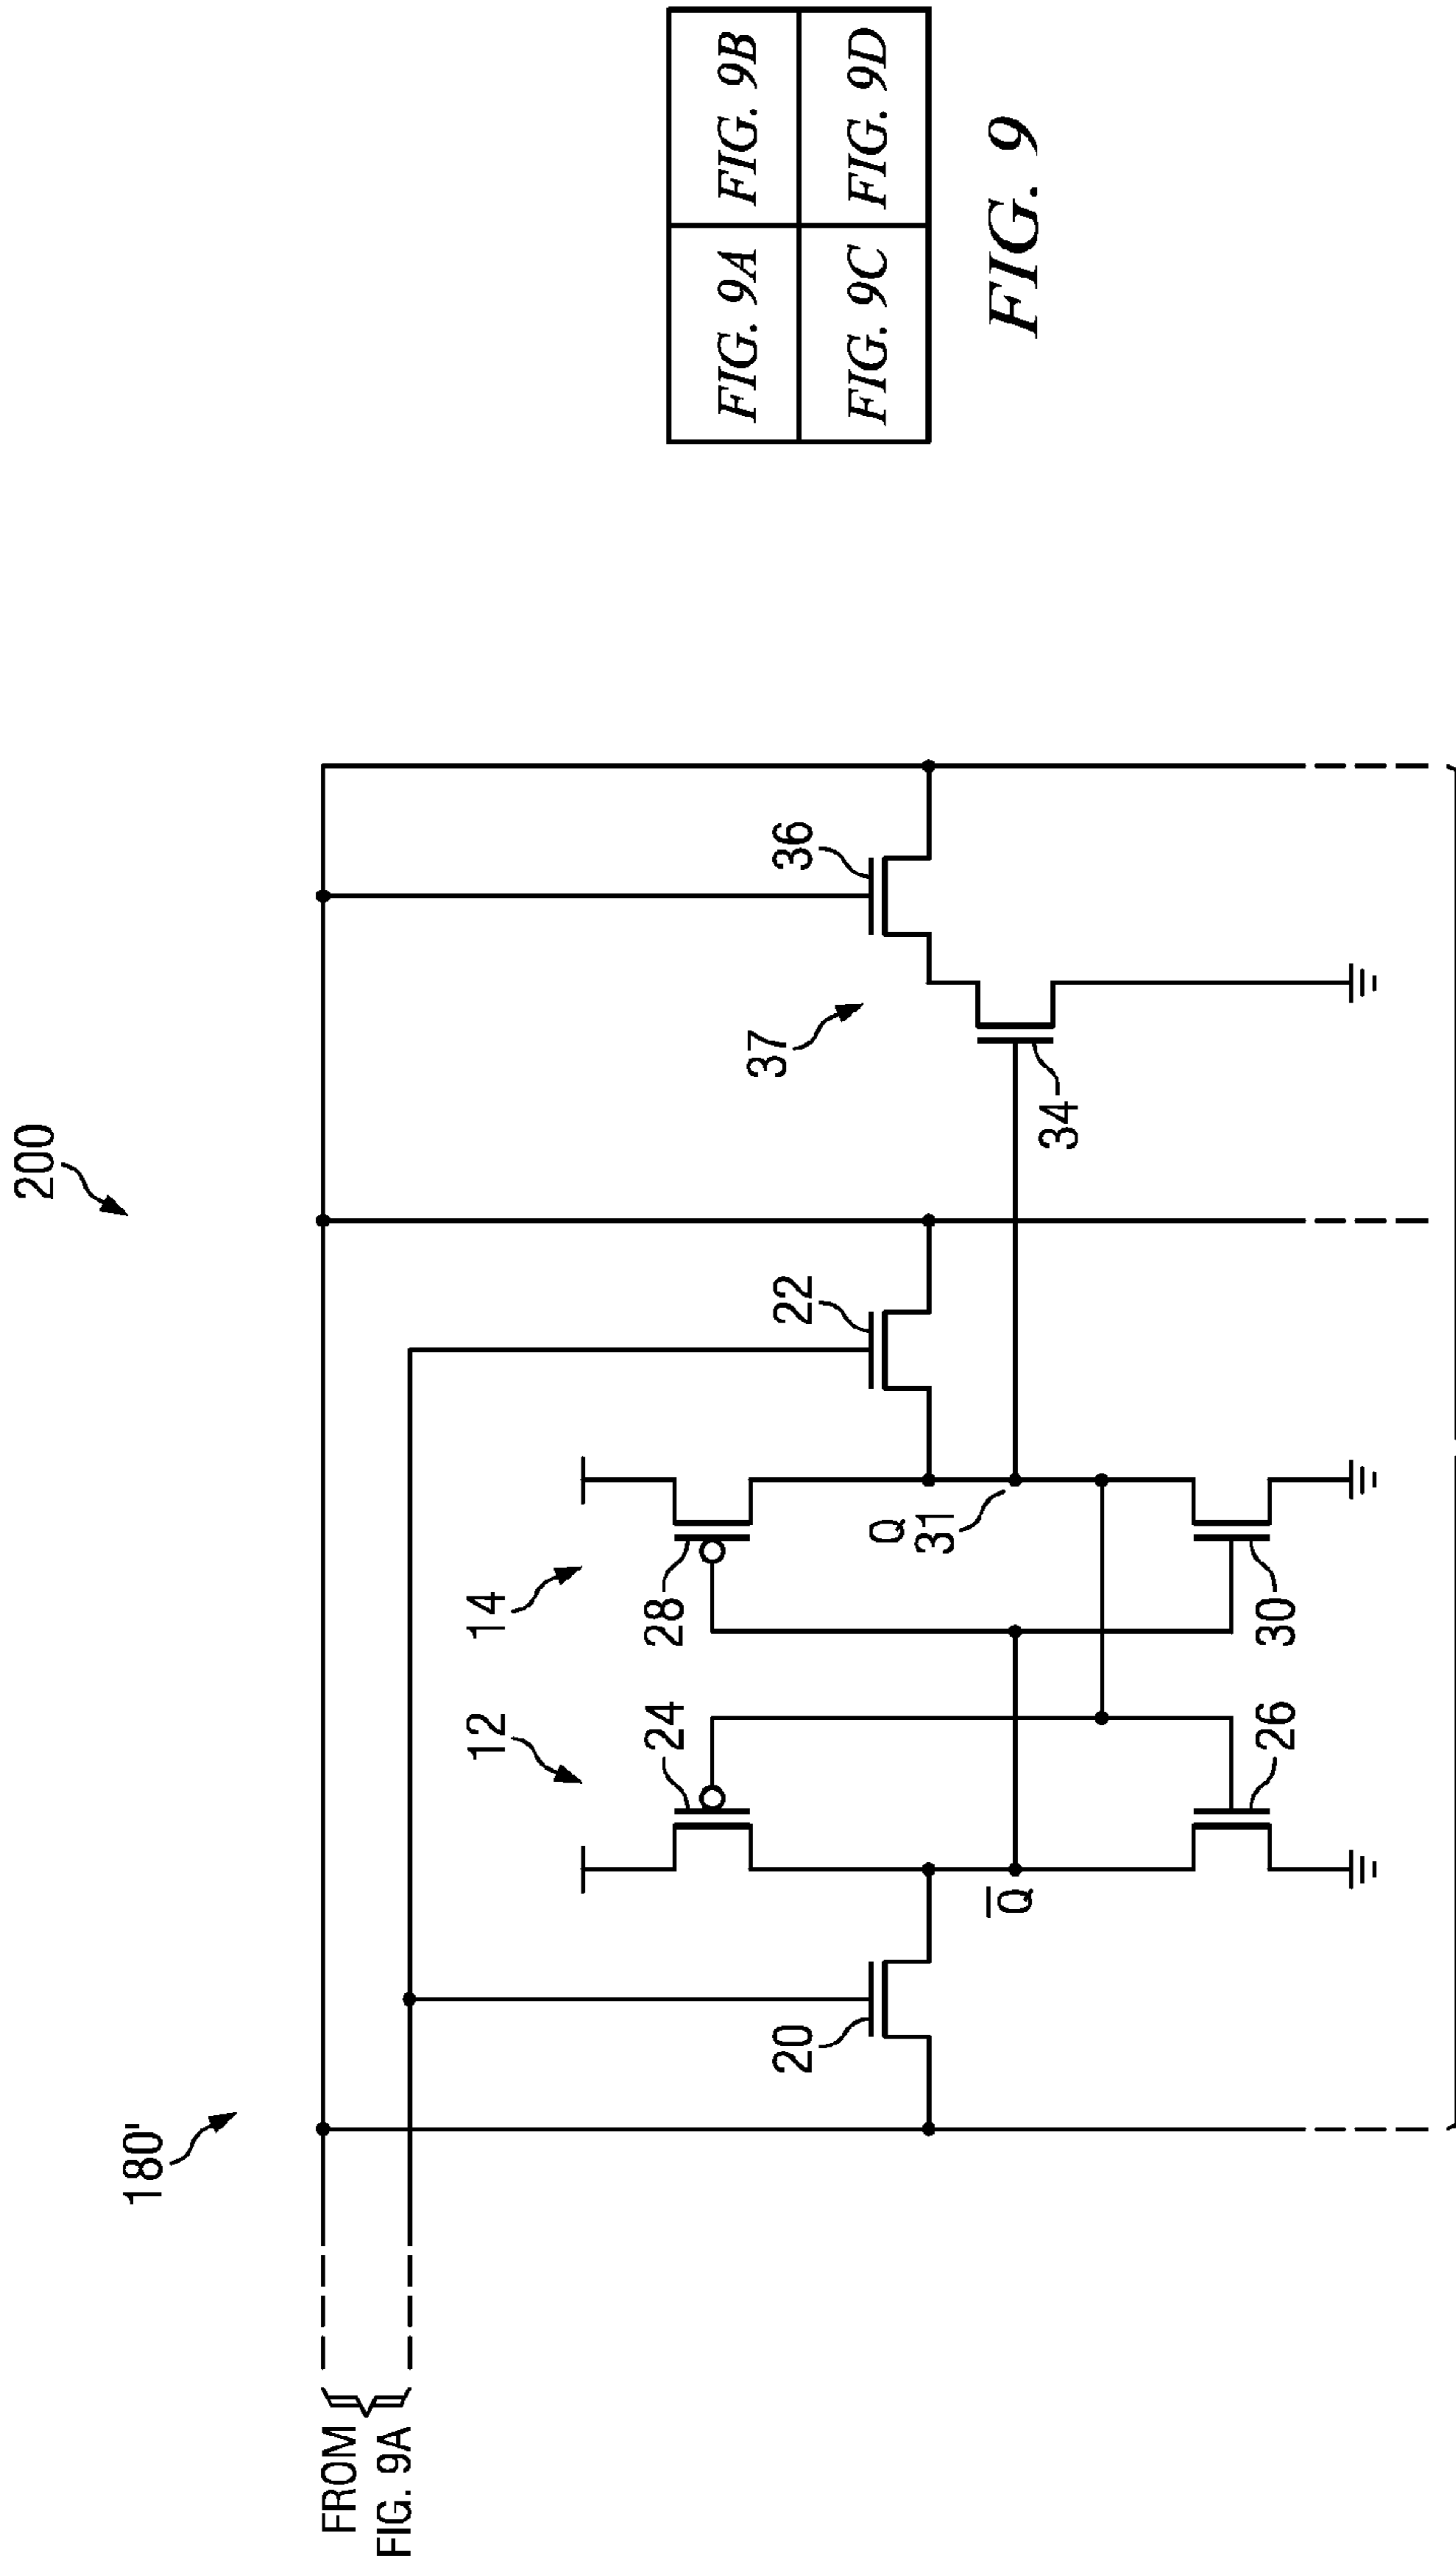 200
180'
FROM
FIG. 9A
12
14
24
28
20
22
36
37
Q
31
Q̅
34
26
30
FIG. 9A
FIG. 9B
FIG. 9C
FIG. 9D
FIG. 9